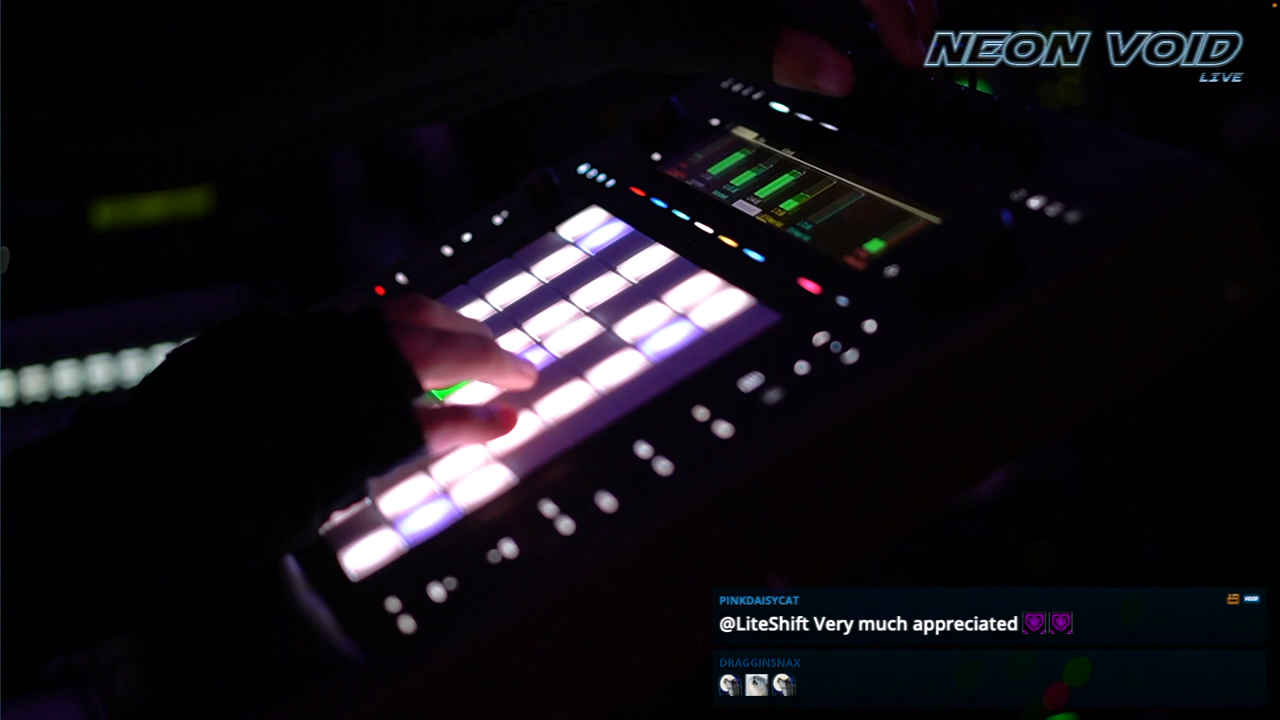 NEON VOID
LIVE
PINKDAISYCAT
@LiteShift Very much appreciated
DRAGGINSNAX